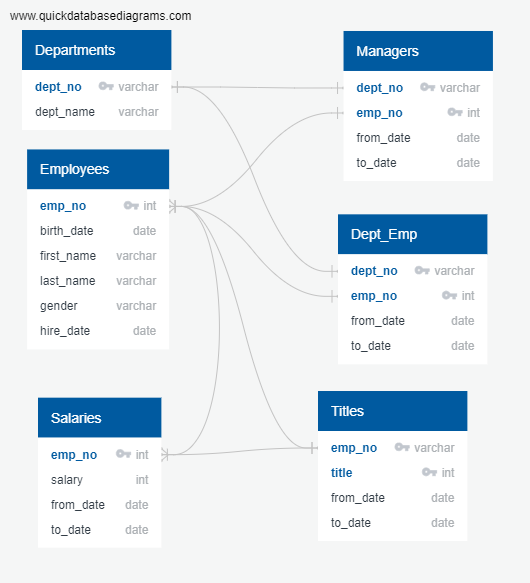 www.quickdatabasediagrams.com
Departments
dept_no varchar
dept_name varchar
Managers
dept_no varchar
emp_no int
from_date date
to_date date
Employees
emp_no int
birth_date date
first_name varchar
last_name varchar
gender varchar
hire_date date
Dept_Emp
dept_no varchar
emp_no int
from_date date
to_date date
Salaries
emp_no int
salary int
from_date date
to_date date
Titles
emp_no varchar
title int
from_date date
to_date date